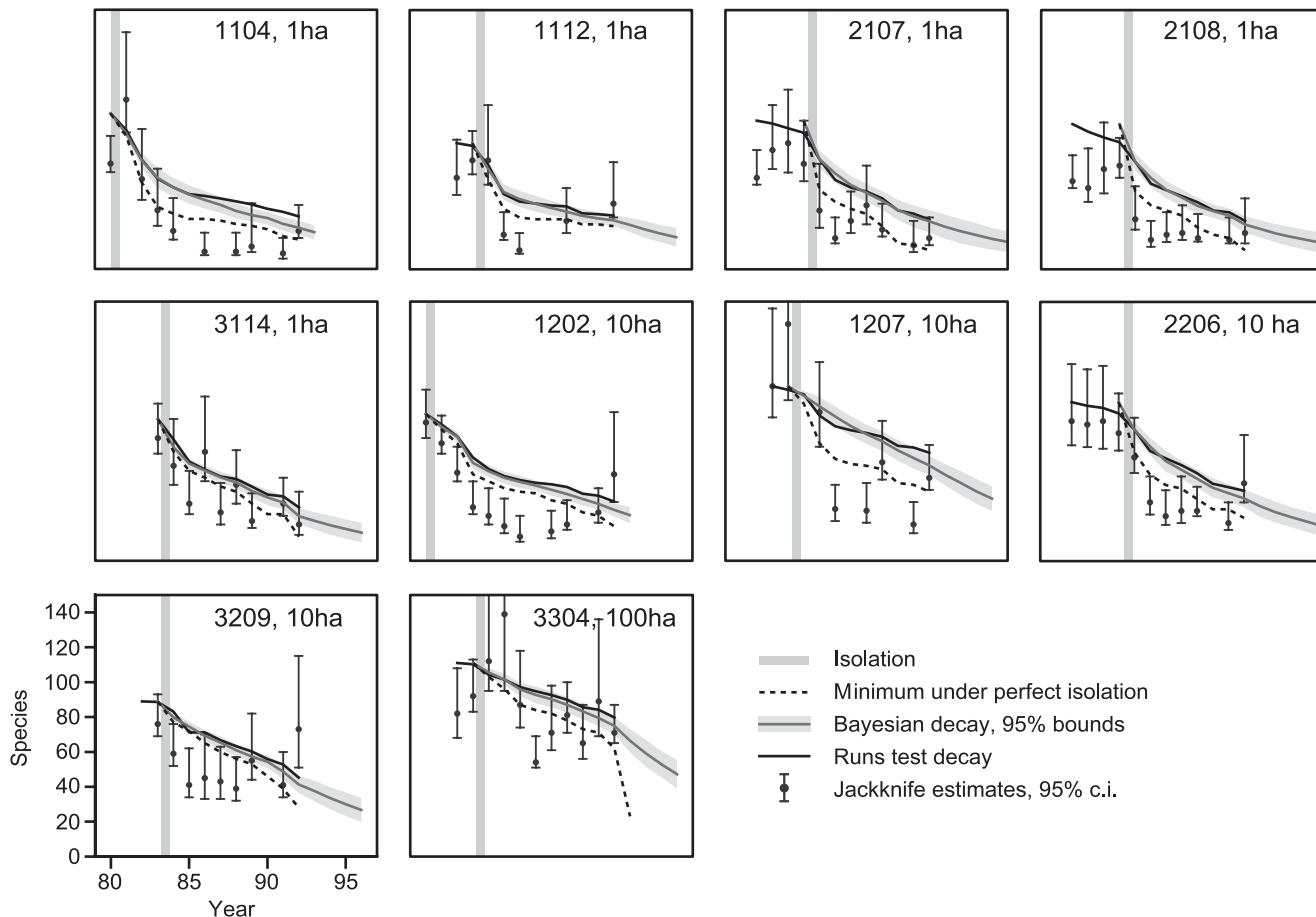 1104, 1ha
1112, 1ha
2107, 1ha
2108, 1ha
3114, 1ha
1202, 10ha
1207, 10ha
2206, 10 ha
3209, 10ha
3304, 100ha
140
120
100
80
60
40
20
0
Species
80 85 90 95
Year
Isolation
Minimum under perfect isolation
Bayesian decay, 95% bounds
Runs test decay
Jackknife estimates, 95% c.i.